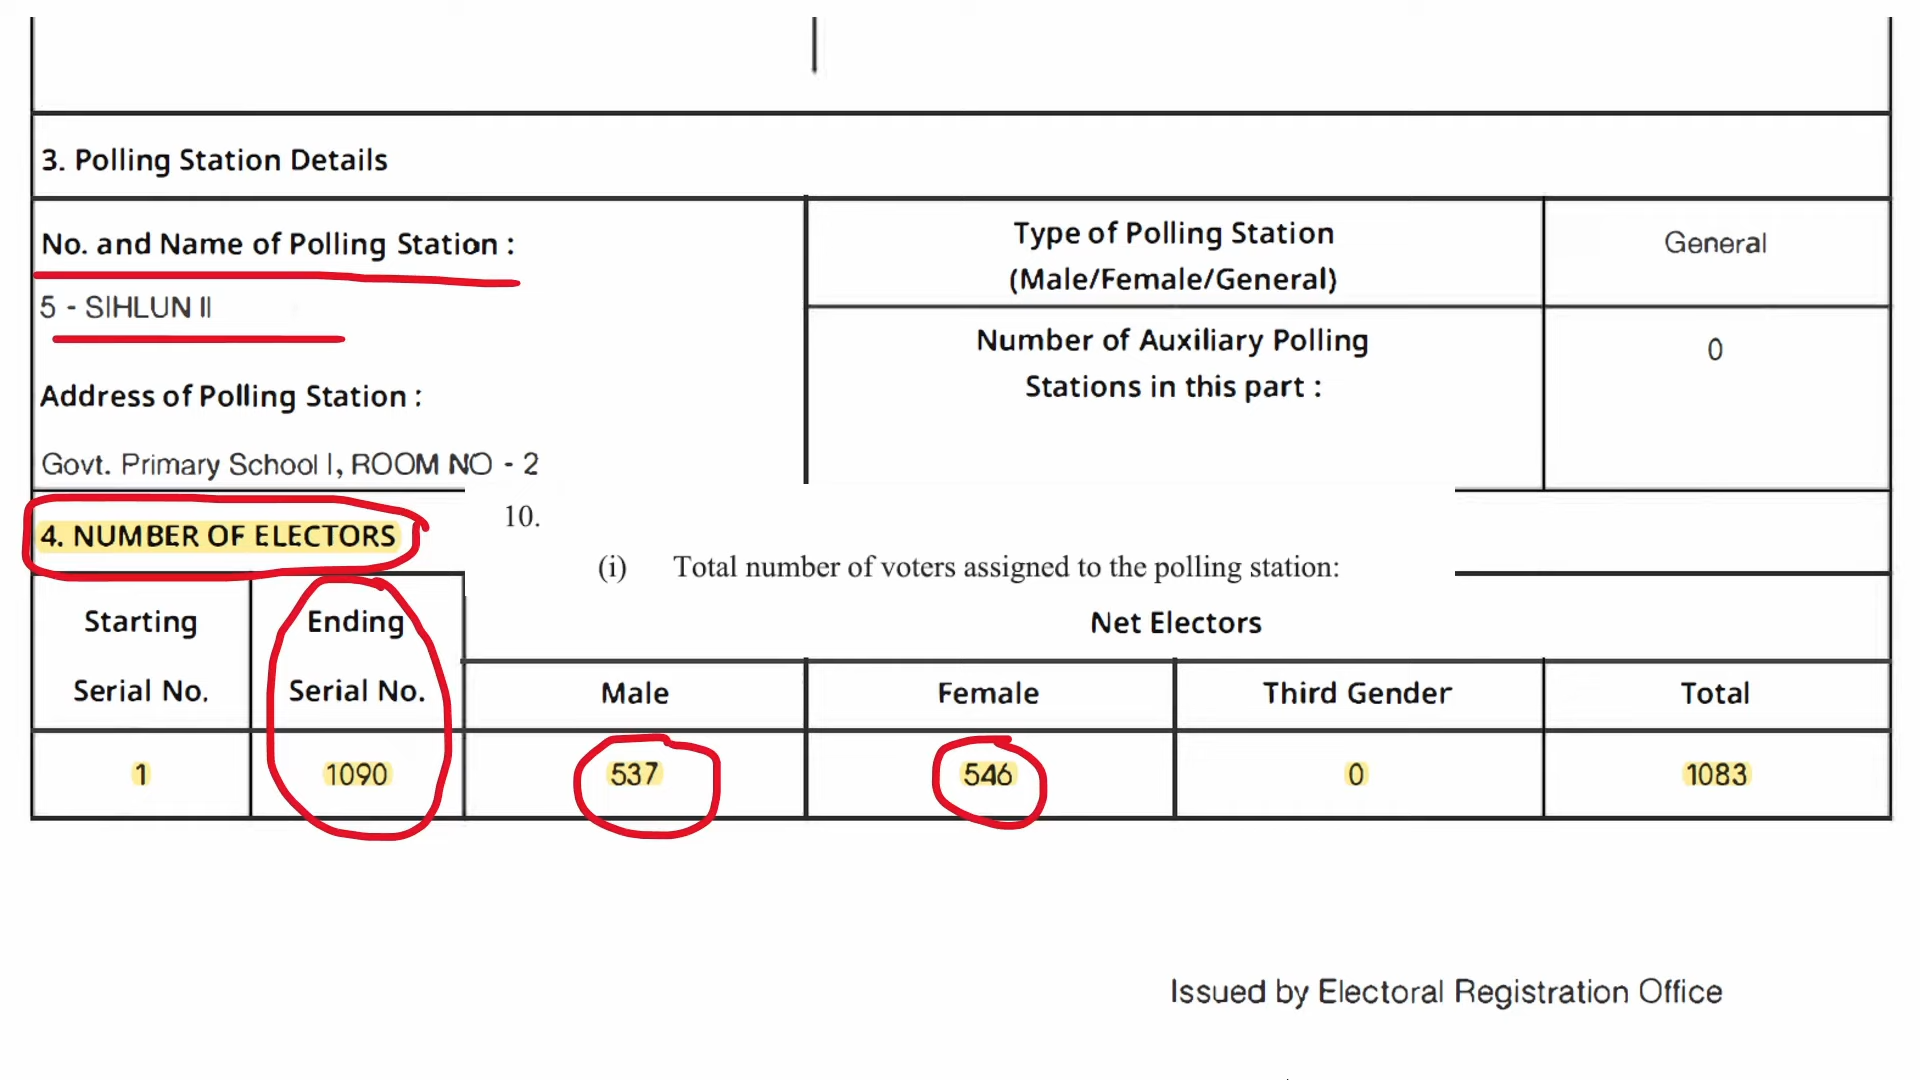 3. Polling Station Details
No. and Name of Polling Station :
5 - SIHLUN II
Address of Polling Station :
Govt. Primary School I, ROOM NO - 2
Type of Polling Station
(Male/Female/General)
General
Number of Auxiliary Polling
Stations in this part :
0
4. NUMBER OF ELECTORS
10.
(i) Total number of voters assigned to the polling station:
Starting
Serial No.
Ending
Serial No.
Net Electors
Male Female Third Gender Total
1 1090 537 546 0 1083
Issued by Electoral Registration Office